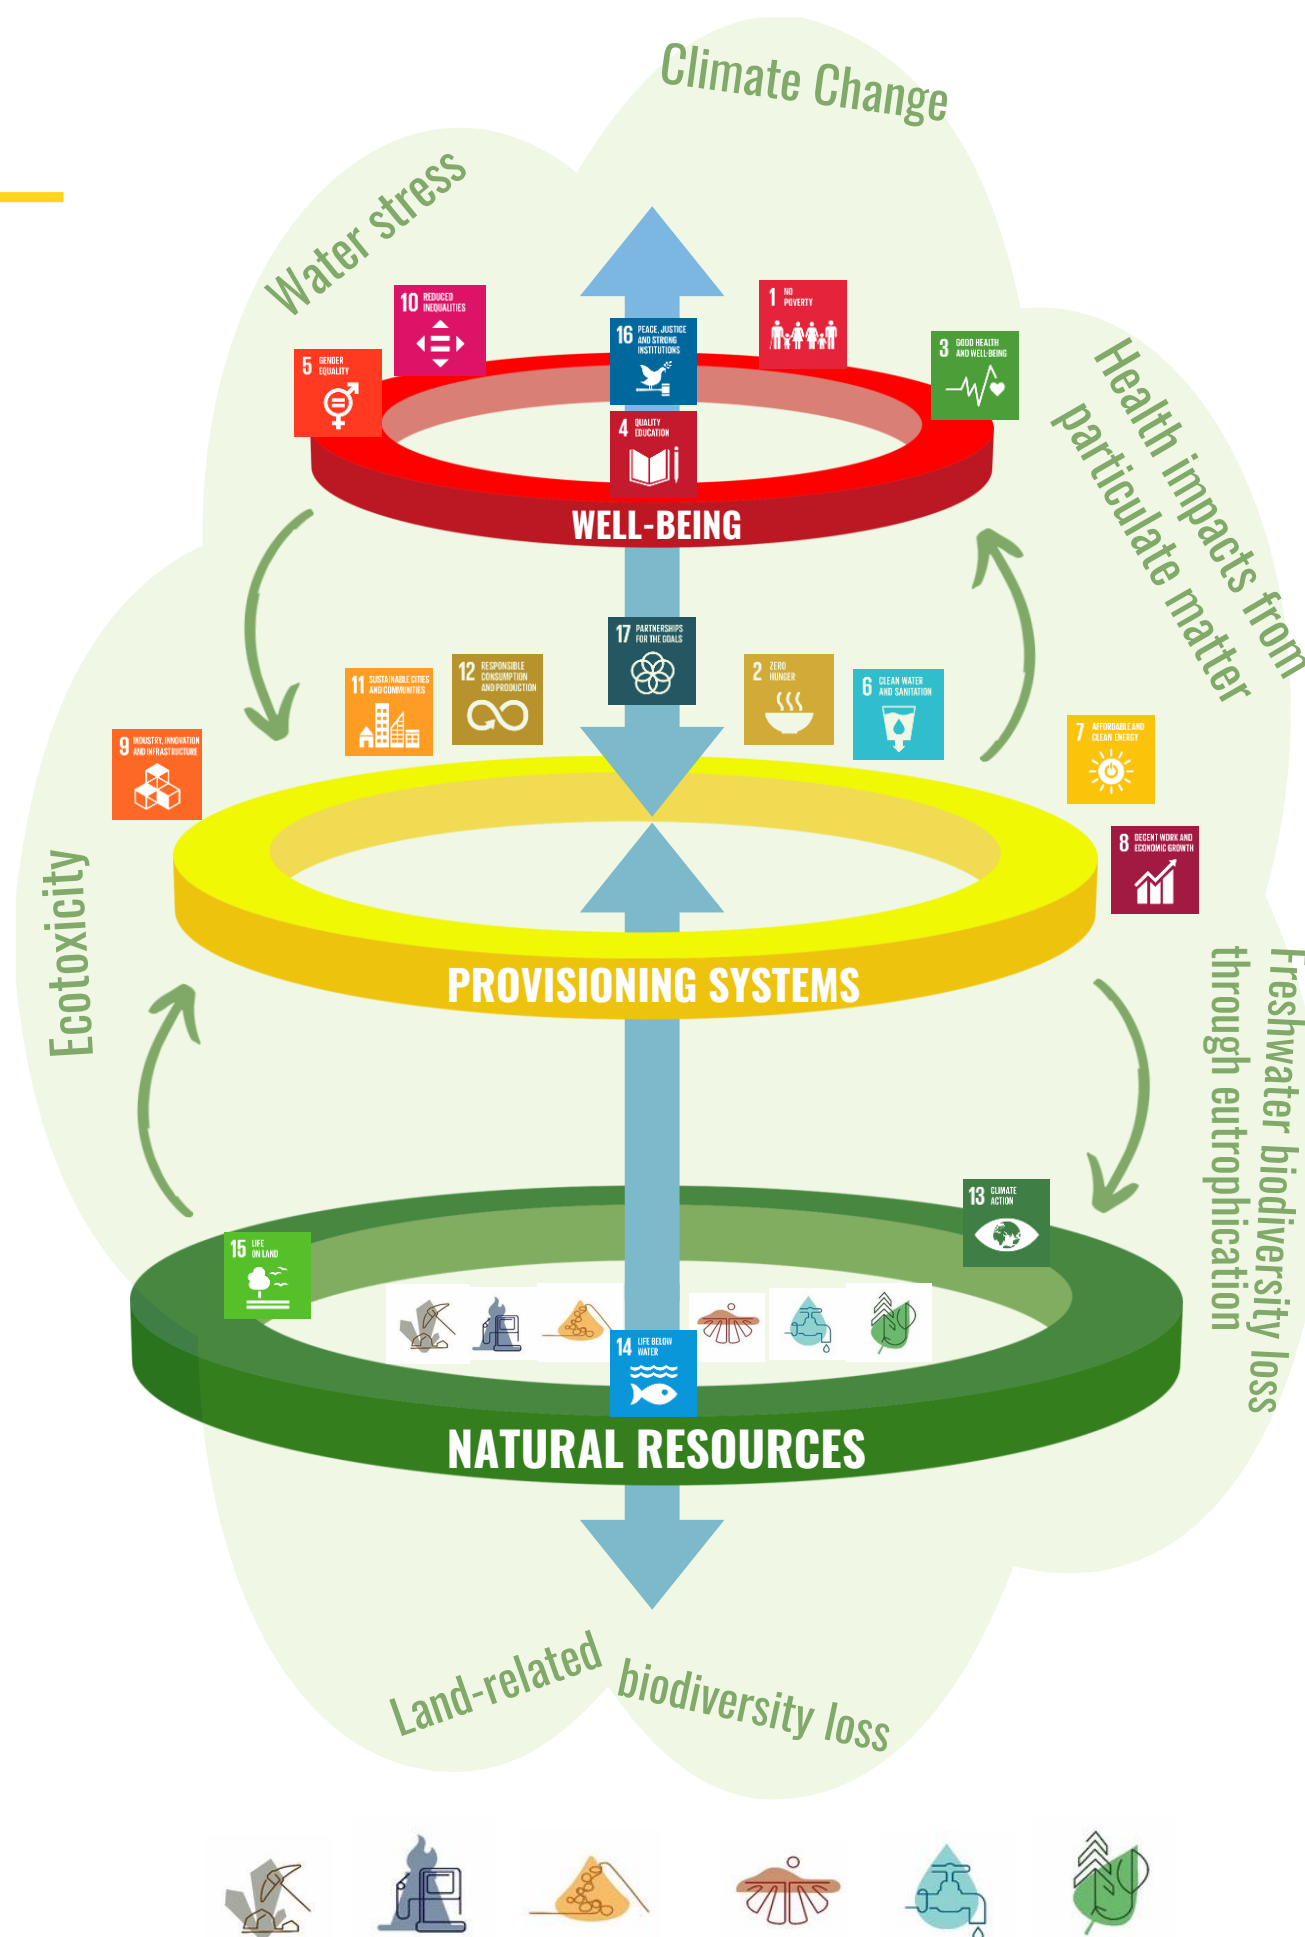 Climate Change
Water stress
10 REDUCED
INEQUALITIES
1 NO
POVERTY
16 PEACE, JUSTICE
AND STRONG
INSTITUTIONS
5 GENDER
EQUALITY
3 GOOD HEALTH
AND WELL-BEING
4 QUALITY
EDUCATION
Health impacts from
particulate matter
WELL-BEING
17 PARTNERSHIPS
FOR THE GOALS
11 SUSTAINABLE CITIES
AND COMMUNITIES
12 RESPONSIBLE
CONSUMPTION
AND PRODUCTION
2 ZERO
HUNGER
6 CLEAN WATER
AND SANITATION
9 INDUSTRY, INNOVATION
AND INFRASTRUCTURE
7 AFFORDABLE AND
CLEAN ENERGY
8 DECENT WORK AND
ECONOMIC GROWTH
Ecotoxicity
PROVISIONING SYSTEMS
Freshwater biodiversity loss
through eutrophication
13 CLIMATE
ACTION
15 LIFE
ON LAND
14 LIFE BELOW
WATER
NATURAL RESOURCES
Land-related biodiversity loss